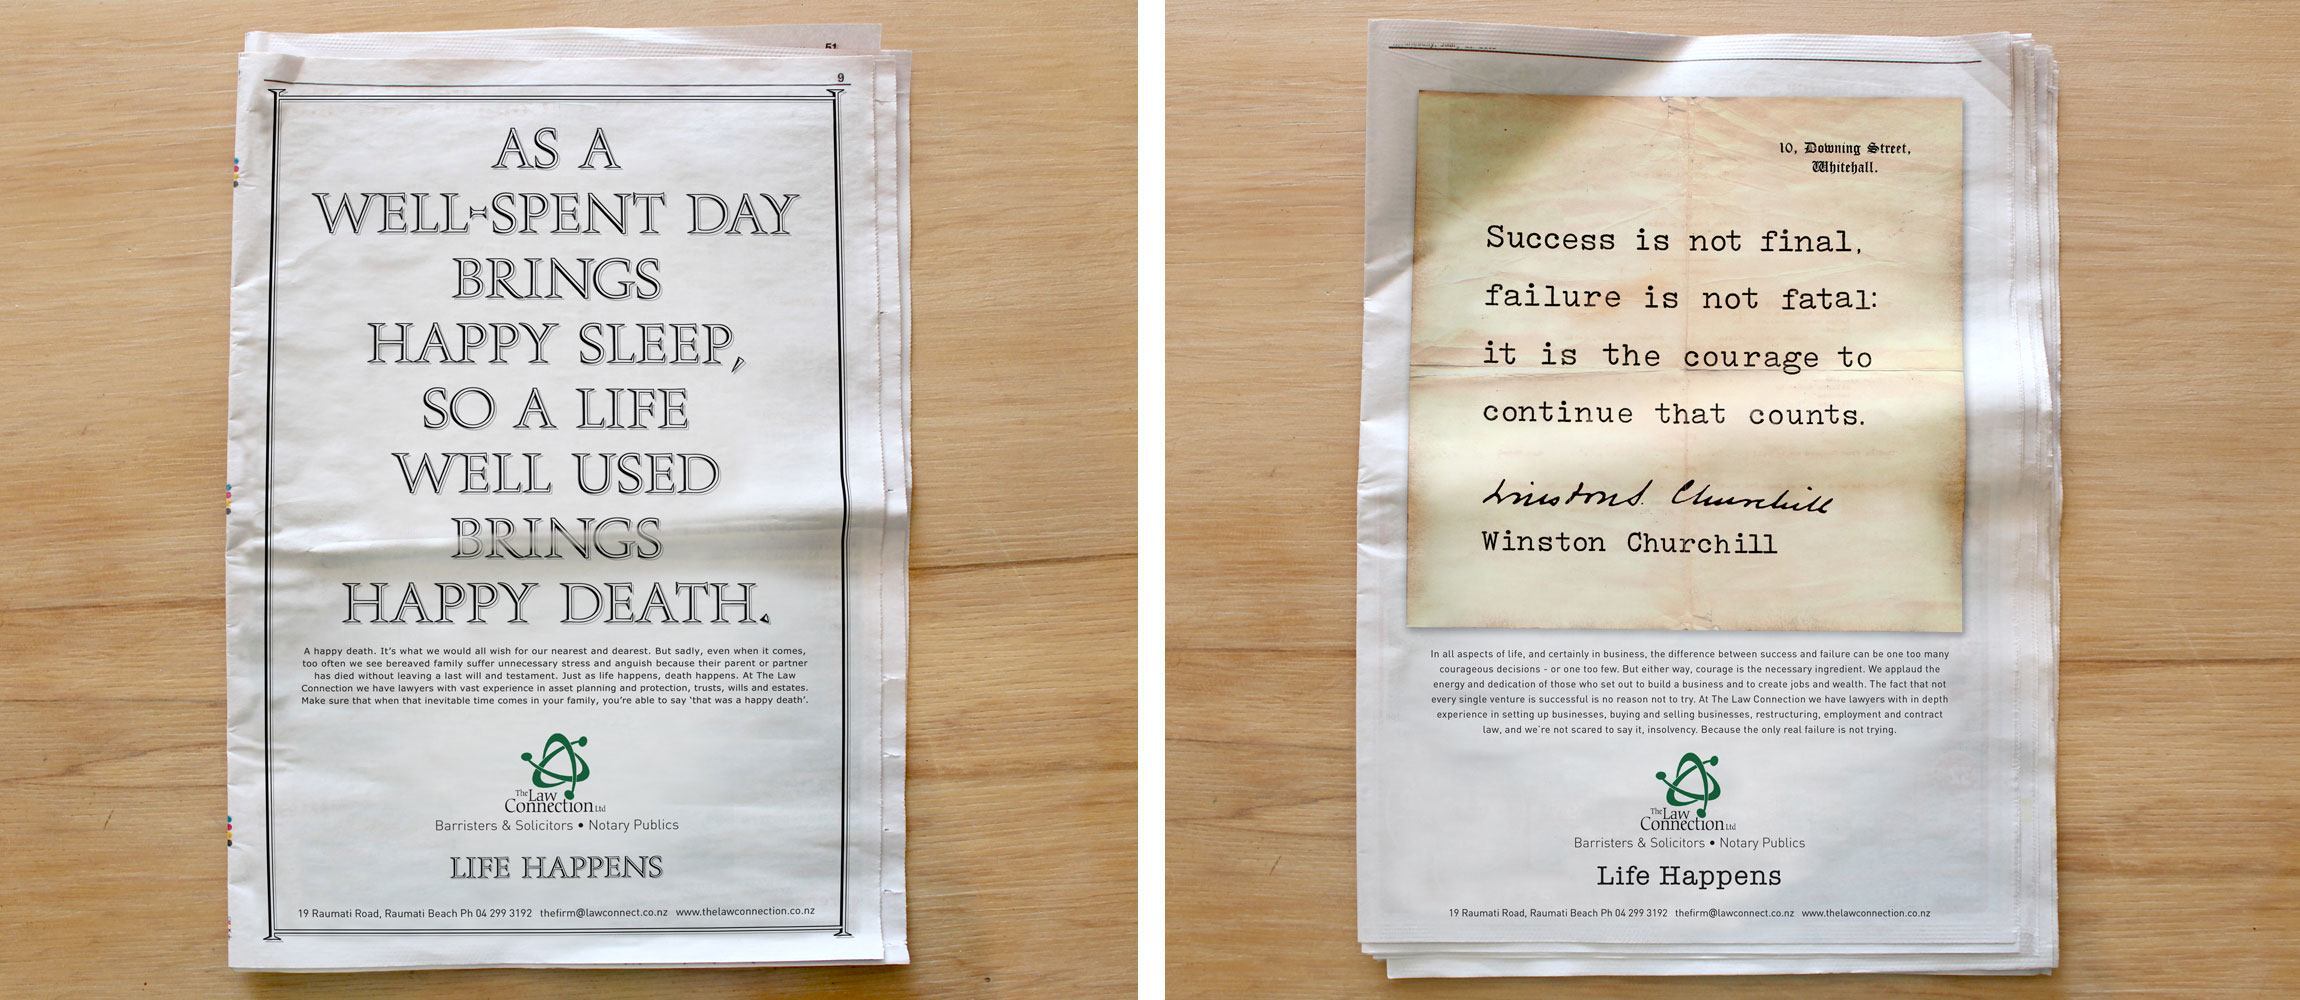 51
9
AS A
WELL-SPENT DAY
BRINGS
HAPPY SLEEP,
SO A LIFE
WELL USED
BRINGS
HAPPY DEATH.
A happy death. It's what we would all wish for our nearest and dearest. But sadly, even when it comes,
too often we see bereaved family suffer unnecessary stress and anguish because their parent or partner
has died without leaving a last will and testament. Just as life happens, death happens. At The Law
Connection we have lawyers with vast experience in asset planning and protection, trusts, wills and estates.
Make sure that when that inevitable time comes in your family, you're able to say 'that was a happy death'.
The Law
Connection Ltd
Barristers & Solicitors • Notary Publics
LIFE HAPPENS
19 Raumati Road, Raumati Beach Ph 04 299 3192 thefirm@lawconnect.co.nz www.thelawconnection.co.nz
10, Downing Street,
Whitehall.
Success is not final,
failure is not fatal:
it is the courage to
continue that counts.
Winston S. Churchill
Winston Churchill
In all aspects of life, and certainly in business, the difference between success and failure can be one too many
courageous decisions - or one too few. But either way, courage is the necessary ingredient. We applaud the
energy and dedication of those who set out to build a business and to create jobs and wealth. The fact that not
every single venture is successful is no reason not to try. At The Law Connection we have lawyers with in depth
experience in setting up businesses, buying and selling businesses, restructuring, employment and contract
law, and we're not scared to say it, insolvency. Because the only real failure is not trying.
The Law
Connection Ltd
Barristers & Solicitors • Notary Publics
Life Happens
19 Raumati Road, Raumati Beach Ph 04 299 3192 thefirm@lawconnect.co.nz www.thelawconnection.co.nz